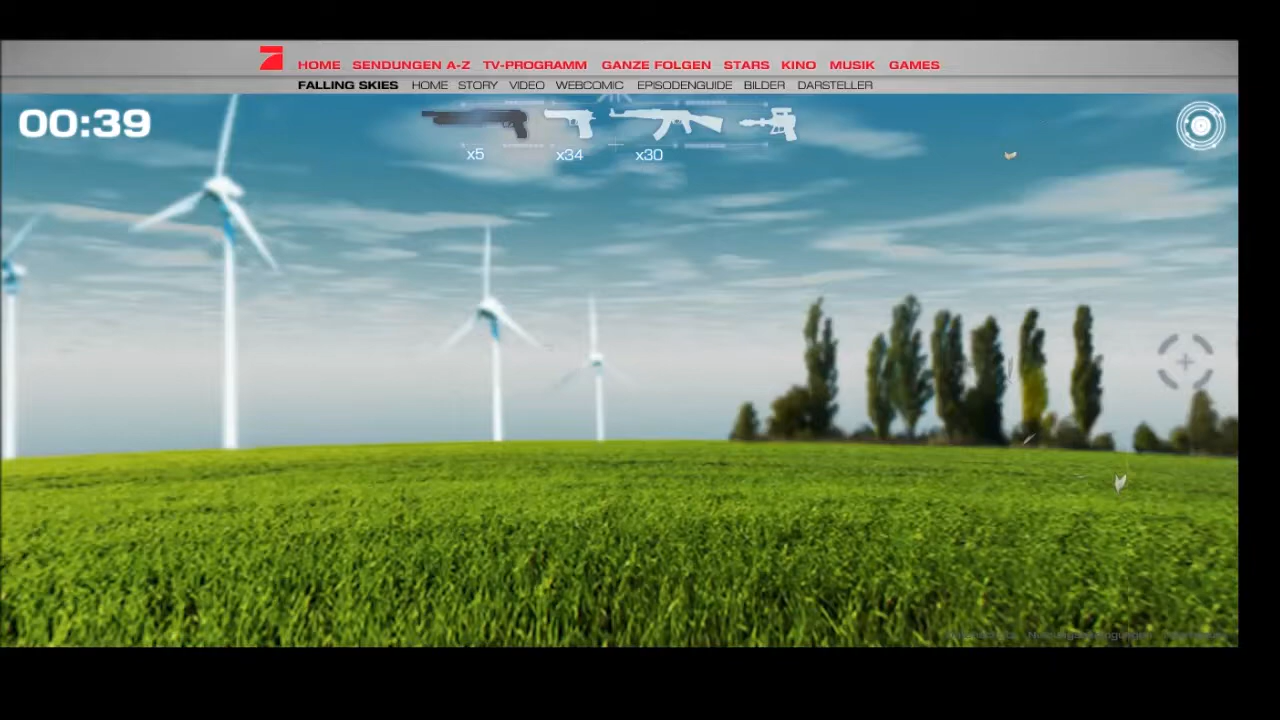 HOME SENDUNGEN A-Z TV-PROGRAMM GANZE FOLGEN STARS KINO MUSIK GAMES
FALLING SKIES HOME STORY VIDEO WEBCOMIC EPISODENGUIDE BILDER DARSTELLER
00:39
x5 x34 x30
Nutzungsbedingungen